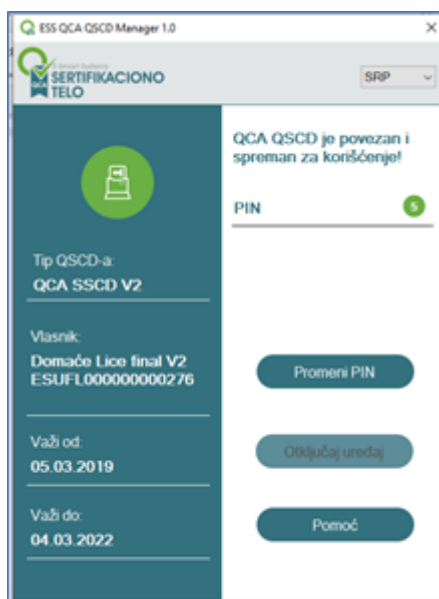 ESS QCA QSCD Manager 1.0
E-Smart Systems
QCA
SERTIFIKACIONO
TELO
SRP
QCA QSCD je povezan i
spreman za korišćenje!
PIN
5
Tip QSCD-a:
QCA SSCD V2
Vlasnik:
Domaće Lice final V2
ESUFL000000000276
Promeni PIN
Važi od:
05.03.2019
Otključaj uređaj
Važi do:
04.03.2022
Pomoć